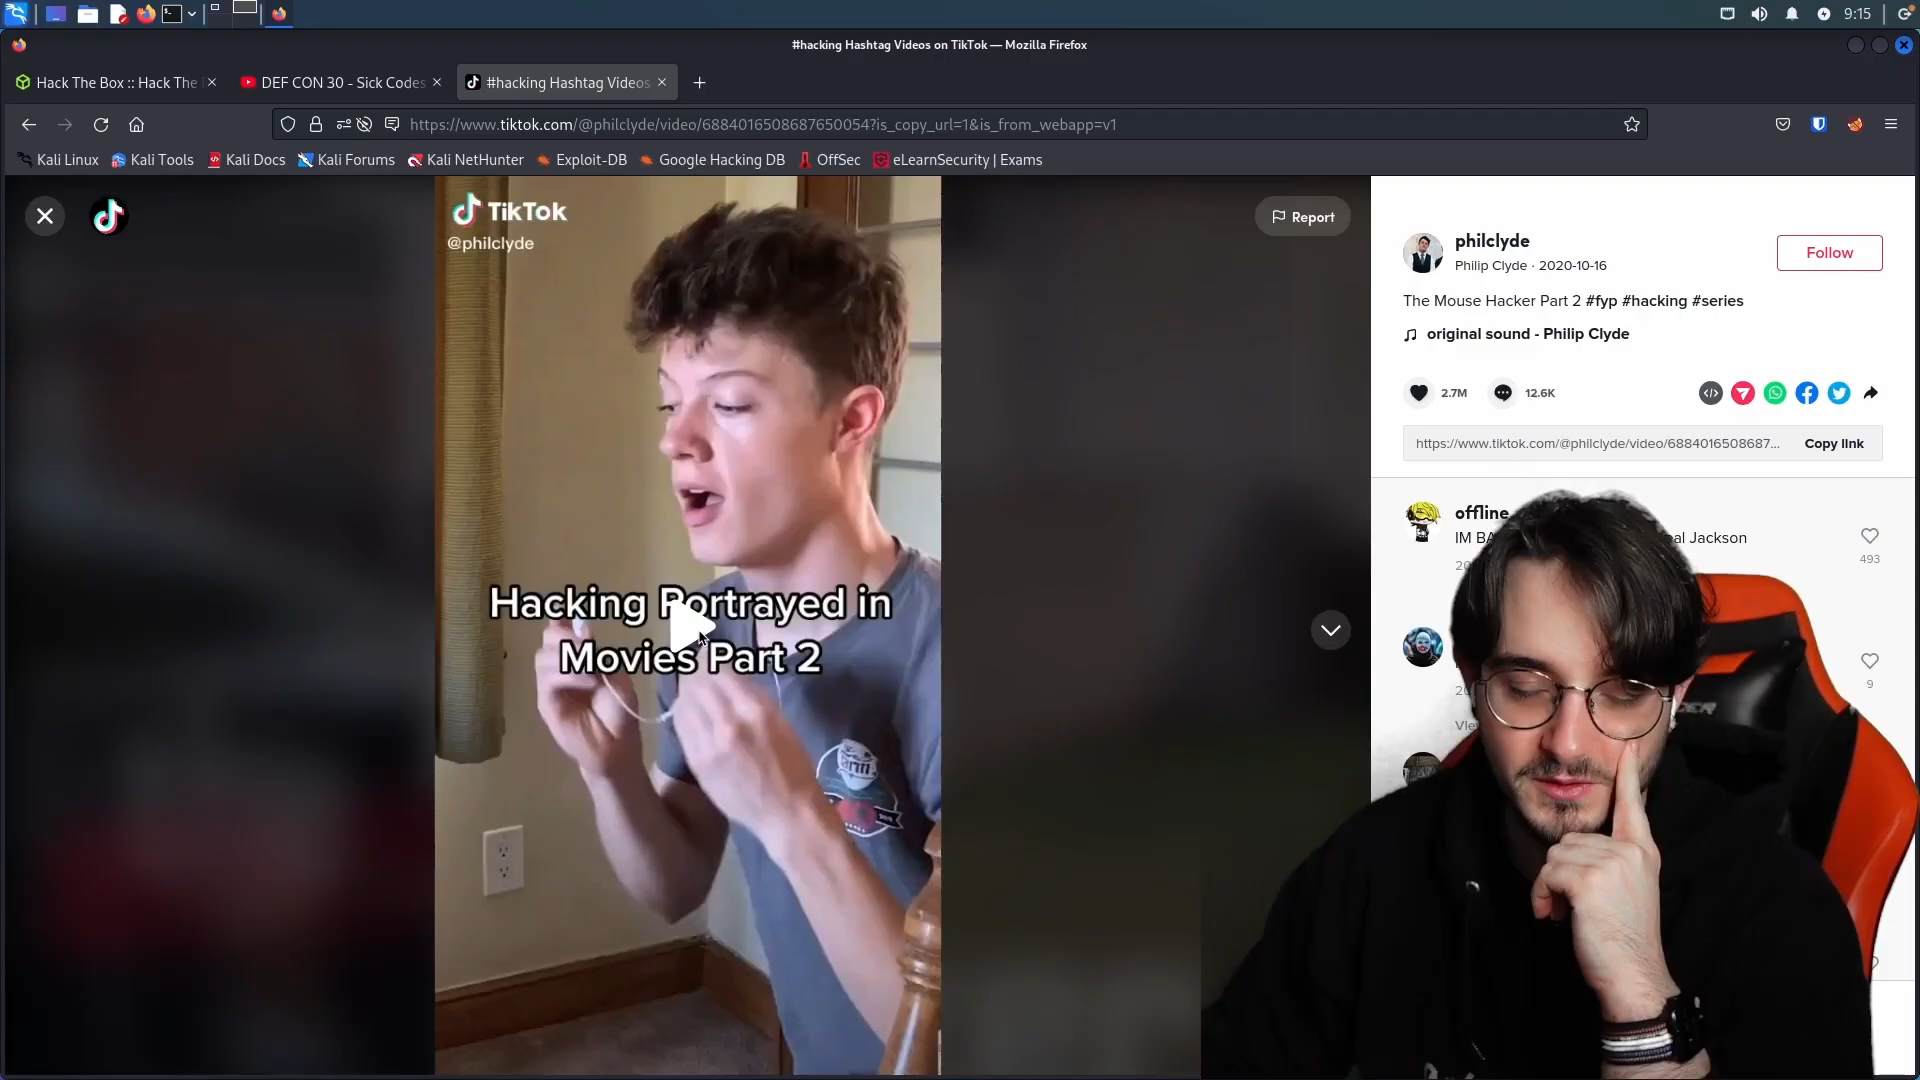 9:15
#hacking Hashtag Videos on TikTok — Mozilla Firefox
Hack The Box :: Hack The
DEF CON 30 - Sick Codes
#hacking Hashtag Videos
https://www.tiktok.com/@philclyde/video/6884016508687650054?is_copy_url=1&is_from_webapp=v1
Kali Linux Kali Tools Kali Docs Kali Forums Kali NetHunter Exploit-DB Google Hacking DB OffSec eLearnSecurity | Exams
TikTok
@philclyde
Report
Hacking Portrayed in
Movies Part 2
philclyde
Philip Clyde · 2020-10-16
Follow
The Mouse Hacker Part 2 #fyp #hacking #series
original sound - Philip Clyde
2.7M
12.6K
https://www.tiktok.com/@philclyde/video/6884016508687...
Copy link
offline
IM Jackson
493
9